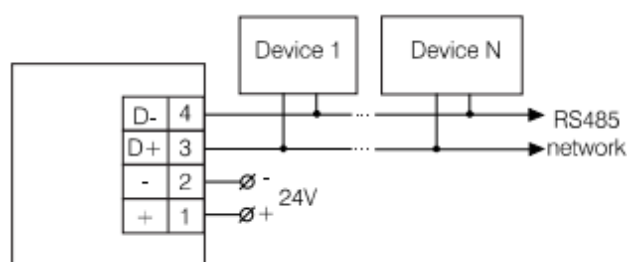 Device 1 Device N
D- 4
RS485
D+ 3
network
- 2 -
24V
+ 1 +